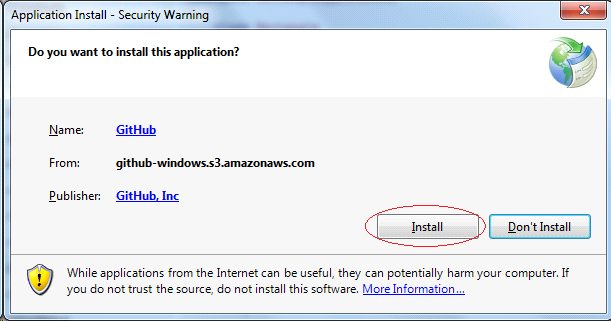 Application Install - Security Warning
Do you want to install this application?
Name: GitHub
From: github-windows.s3.amazonaws.com
Publisher: GitHub, Inc
Install Don't Install
While applications from the Internet can be useful, they can potentially harm your computer. If
you do not trust the source, do not install this software. More Information...